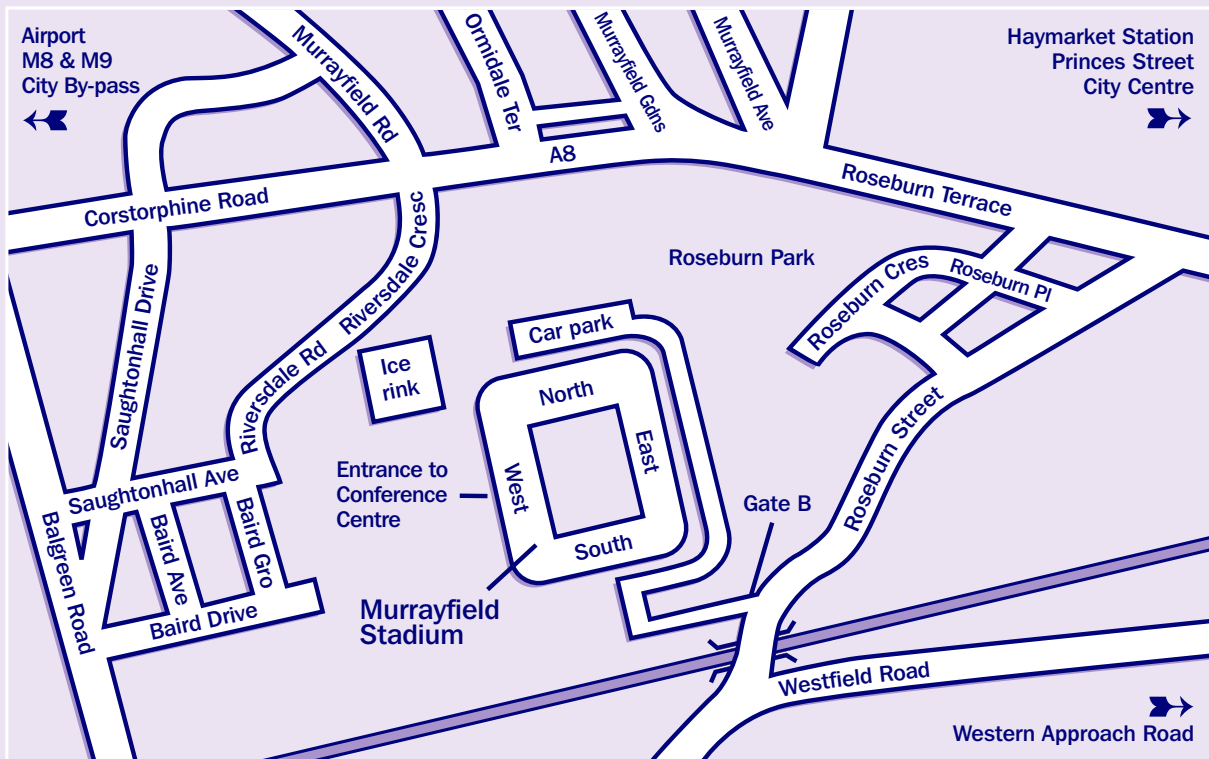 Airport
M8 & M9
City By-pass
Haymarket Station
Princes Street
City Centre
Murrayfield Rd
Ormidale Ter
Murrayfield Gdns
Murrayfield Ave
A8
Corstorphine Road
Roseburn Terrace
Saughtonhall Drive
Riversdale Cresc
Roseburn Park
Roseburn Cres
Roseburn Pl
Riversdale Rd
Car park
Ice
rink
North
East
West
South
Roseburn Street
Saughtonhall Ave
Entrance to
Conference
Centre
Gate B
Balgreen Road
Baird Ave
Baird Gro
Baird Drive
Murrayfield
Stadium
Westfield Road
Western Approach Road